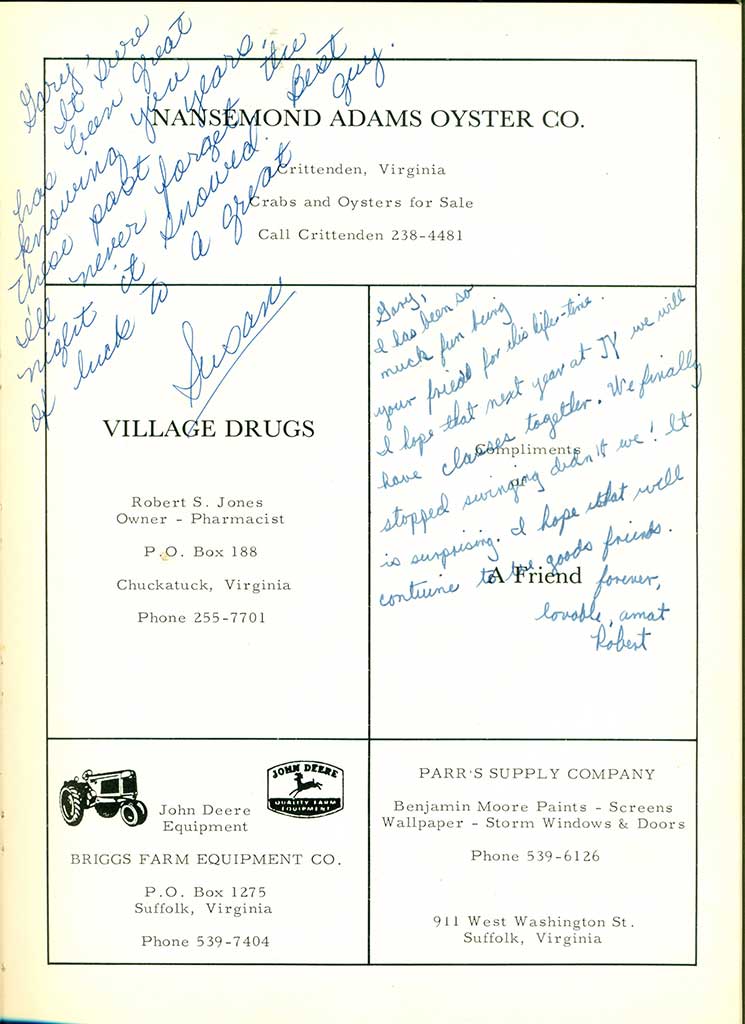 Gary,
It sure
has been great
knowing you
these past years.
I'll never forget the
night it snowed. Best
of luck to a great guy.
Susan
NANSEMOND ADAMS OYSTER CO.
Crittenden, Virginia
Crabs and Oysters for Sale
Call Crittenden 238-4481
VILLAGE DRUGS
Robert S. Jones
Owner - Pharmacist
P.O. Box 188
Chuckatuck, Virginia
Phone 255-7701
Gary,
I has been so
much fun being
your friend for this life-time.
I hope that next year at JY we will
have classes together. We finally
stopped swinging didn't we! It
is surprising. I hope that will
contuine to be goods friends.
forever,
lovable, amat
Robert
Compliments
of
A Friend
JOHN DEERE
QUALITY FARM
EQUIPMENT
John Deere
Equipment
BRIGGS FARM EQUIPMENT CO.
P.O. Box 1275
Suffolk, Virginia
Phone 539-7404
PARR'S SUPPLY COMPANY
Benjamin Moore Paints - Screens
Wallpaper - Storm Windows & Doors
Phone 539-6126
911 West Washington St.
Suffolk, Virginia